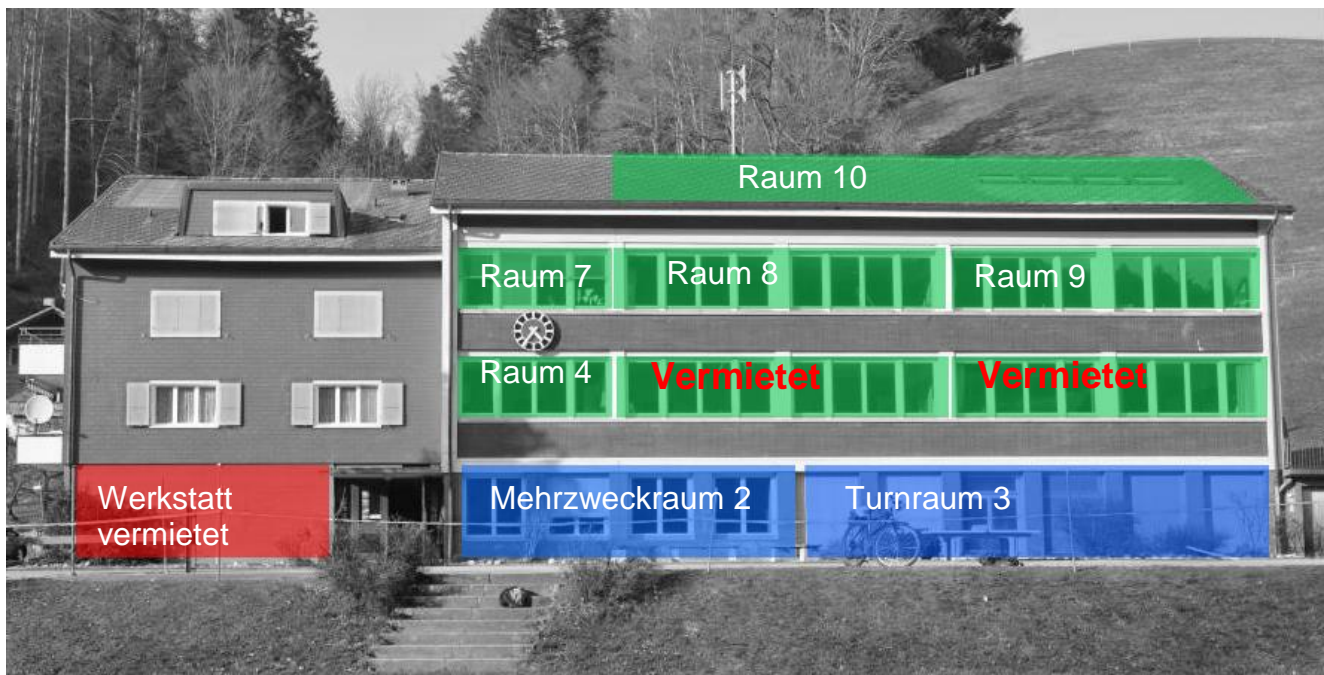 Raum 10
Raum 7
Raum 8
Raum 9
Raum 4
Vermietet
Vermietet
Werkstatt
vermietet
Mehrzweckraum 2
Turnraum 3